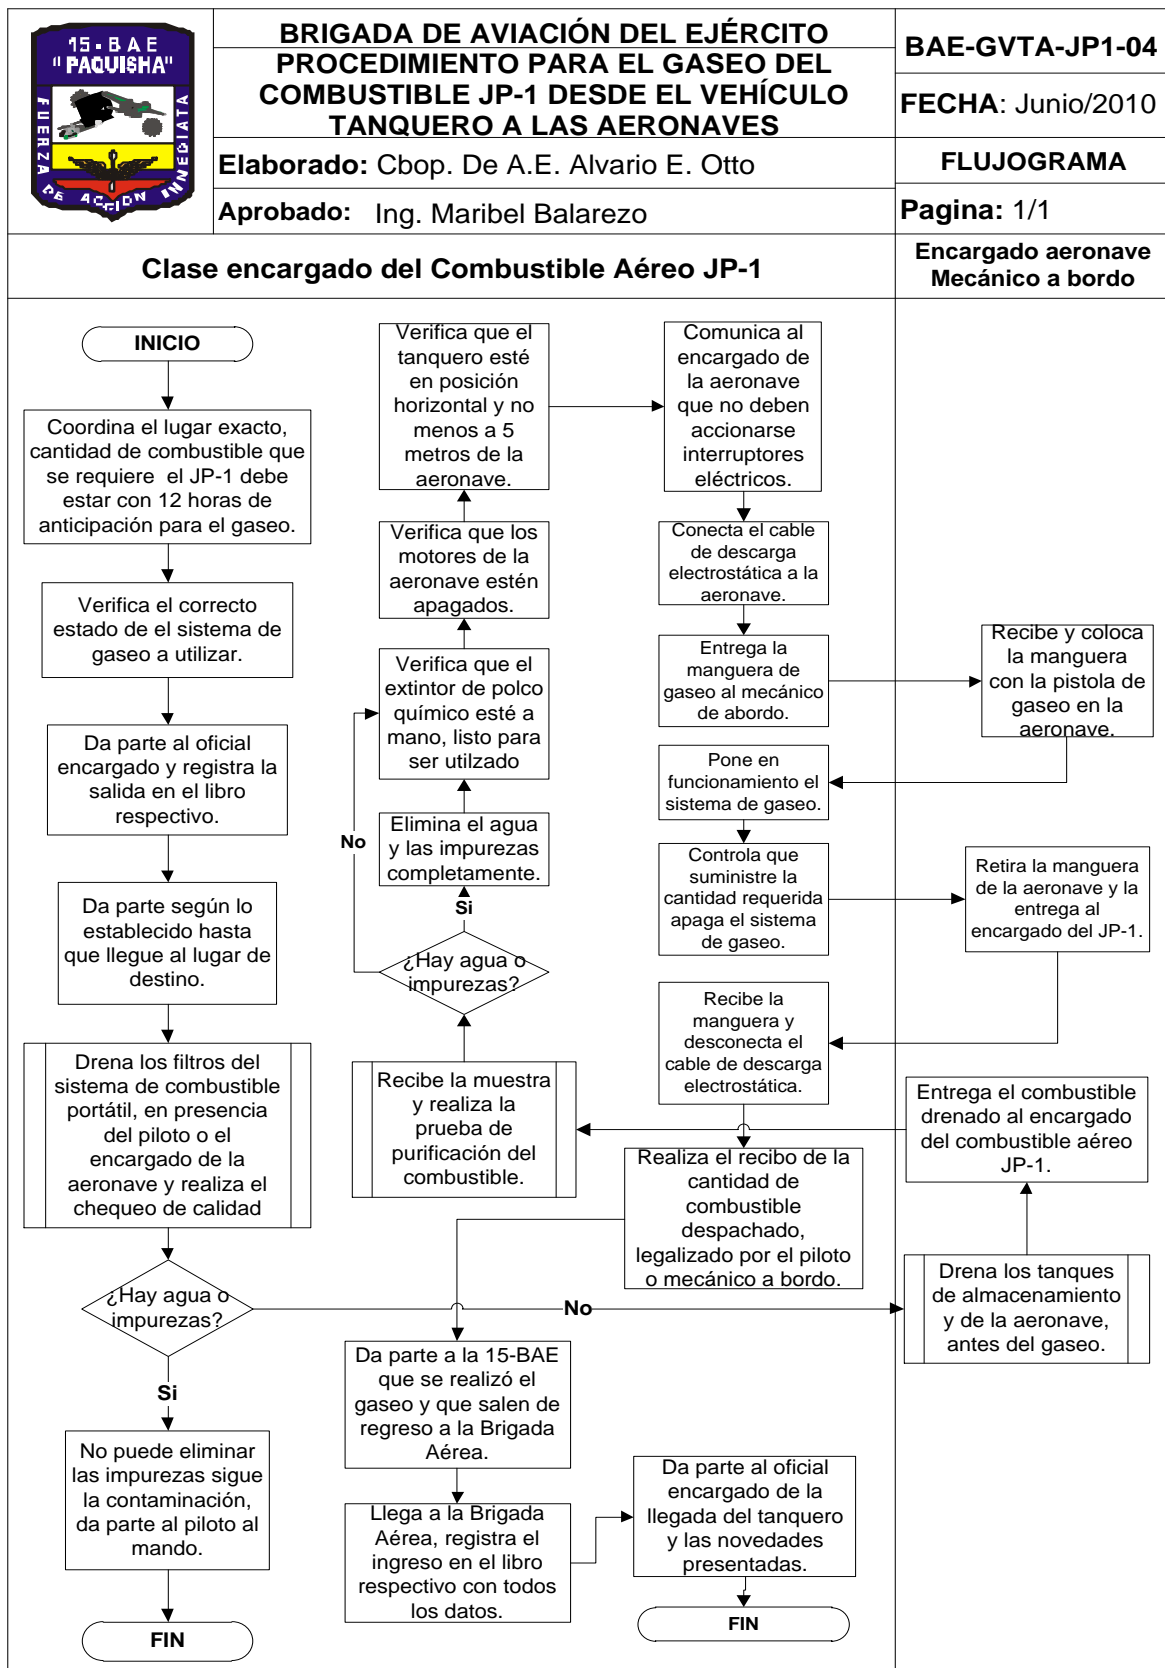 15 - B A E
" PAQUISHA"
FUERZA
DE ACCION
INMEDIATA
BRIGADA DE AVIACIÓN DEL EJÉRCITO
PROCEDIMIENTO PARA EL GASEO DEL
COMBUSTIBLE JP-1 DESDE EL VEHÍCULO
TANQUERO A LAS AERONAVES
Elaborado: Cbop. De A.E. Alvario E. Otto
Aprobado: Ing. Maribel Balarezo
BAE-GVTA-JP1-04
FECHA: Junio/2010
FLUJOGRAMA
Pagina: 1/1
Clase encargado del Combustible Aéreo JP-1
Encargado aeronave
Mecánico a bordo
INICIO
Coordina el lugar exacto,
cantidad de combustible que
se requiere el JP-1 debe
estar con 12 horas de
anticipación para el gaseo.
Verifica el correcto
estado de el sistema de
gaseo a utilizar.
Da parte al oficial
encargado y registra la
salida en el libro
respectivo.
Da parte según lo
establecido hasta
que llegue al lugar de
destino.
Drena los filtros del
sistema de combustible
portátil, en presencia
del piloto o el
encargado de la
aeronave y realiza el
chequeo de calidad
¿Hay agua o
impurezas?
Si
No puede eliminar
las impurezas sigue
la contaminación,
da parte al piloto al
mando.
FIN
No
Drena los tanques
de almacenamiento
y de la aeronave,
antes del gaseo.
Entrega el combustible
drenado al encargado
del combustible aéreo
JP-1.
Recibe la muestra
y realiza la
prueba de
purificación del
combustible.
¿Hay agua o
impurezas?
Si
No
Elimina el agua
y las impurezas
completamente.
Verifica que el
extintor de polco
químico esté a
mano, listo para
ser utilzado
Verifica que los
motores de la
aeronave estén
apagados.
Verifica que el
tanquero esté
en posición
horizontal y no
menos a 5
metros de la
aeronave.
Comunica al
encargado de
la aeronave
que no deben
accionarse
interruptores
eléctricos.
Conecta el cable
de descarga
electrostática a la
aeronave.
Entrega la
manguera de
gaseo al mecánico
de abordo.
Recibe y coloca
la manguera
con la pistola de
gaseo en la
aeronave.
Pone en
funcionamiento el
sistema de gaseo.
Controla que
suministre la
cantidad requerida
apaga el sistema
de gaseo.
Retira la manguera
de la aeronave y la
entrega al
encargado del JP-1.
Recibe la
manguera y
desconecta el
cable de descarga
electrostática.
Realiza el recibo de la
cantidad de
combustible
despachado,
legalizado por el piloto
o mecánico a bordo.
Da parte a la 15-BAE
que se realizó el
gaseo y que salen de
regreso a la Brigada
Aérea.
Llega a la Brigada
Aérea, registra el
ingreso en el libro
respectivo con todos
los datos.
Da parte al oficial
encargado de la
llegada del tanquero
y las novedades
presentadas.
FIN